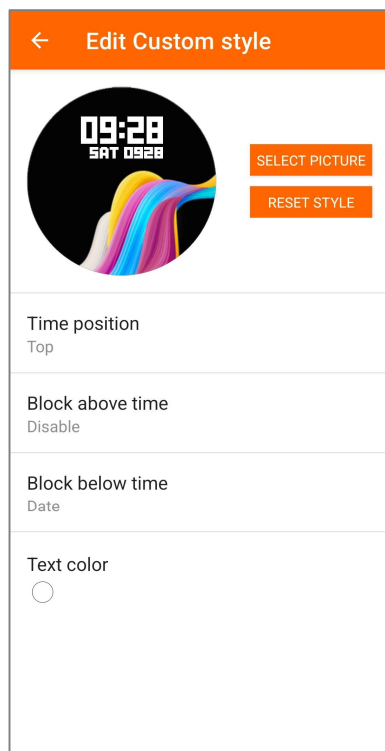 Edit Custom style
09:28
SAT 0928
SELECT PICTURE
RESET STYLE
Time position
Top
Block above time
Disable
Block below time
Date
Text color